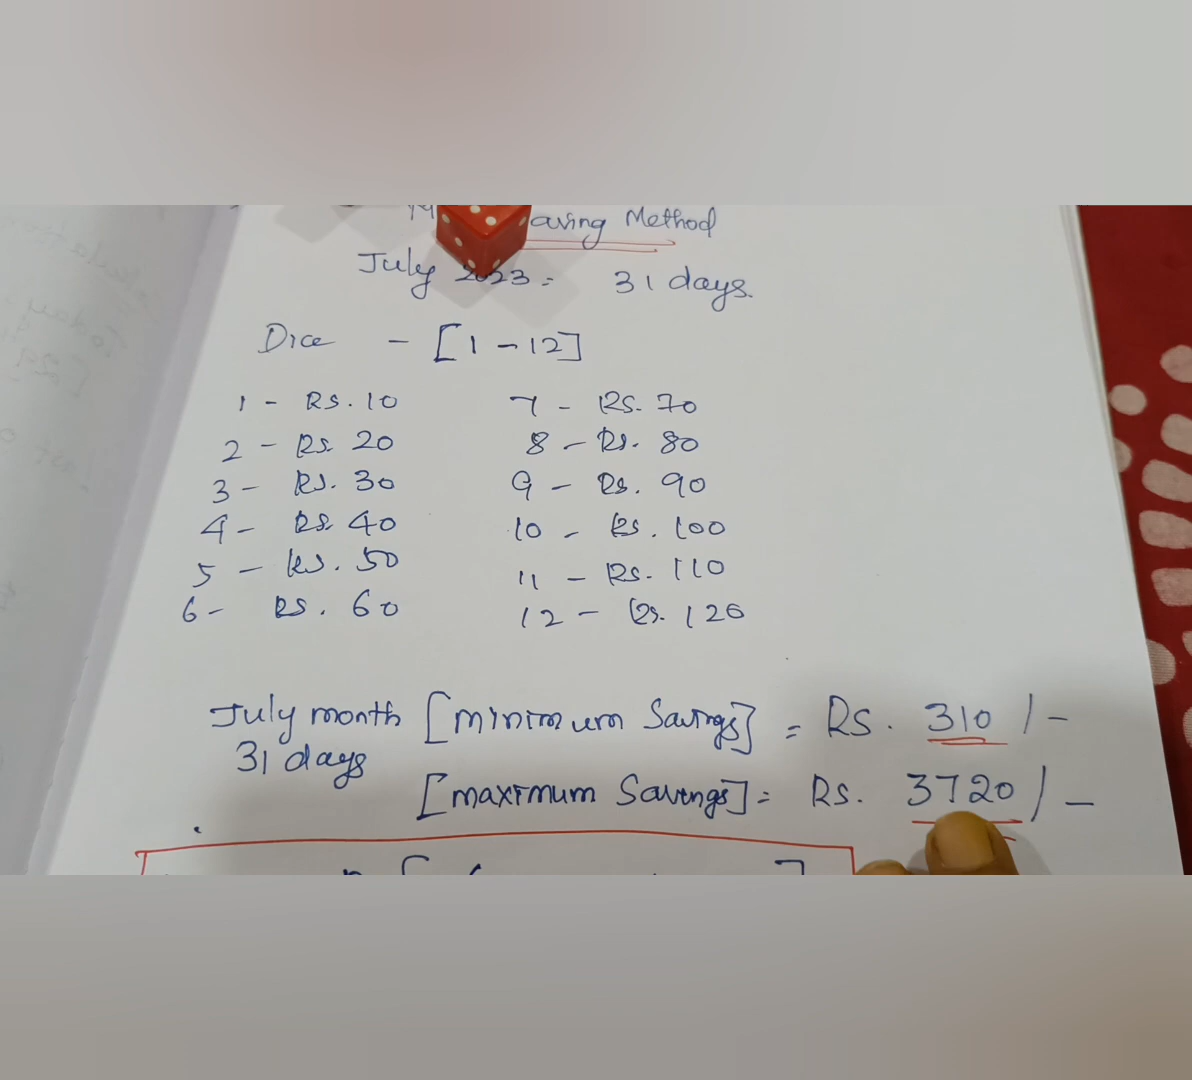 aving Method
July 2023 = 31 days.
Dice - [1 - 12]
1 - Rs. 10 7 - Rs. 70
2 - Rs. 20 8 - Rs. 80
3 - Rs. 30 9 - Rs. 90
4 - Rs. 40 10 - Rs. 100
5 - Rs. 50 11 - Rs. 110
6 - Rs. 60 12 - Rs. 120
July month [minimum Savings] = Rs. 310/-
31 days
[maximum Savings] = Rs. 3720/-